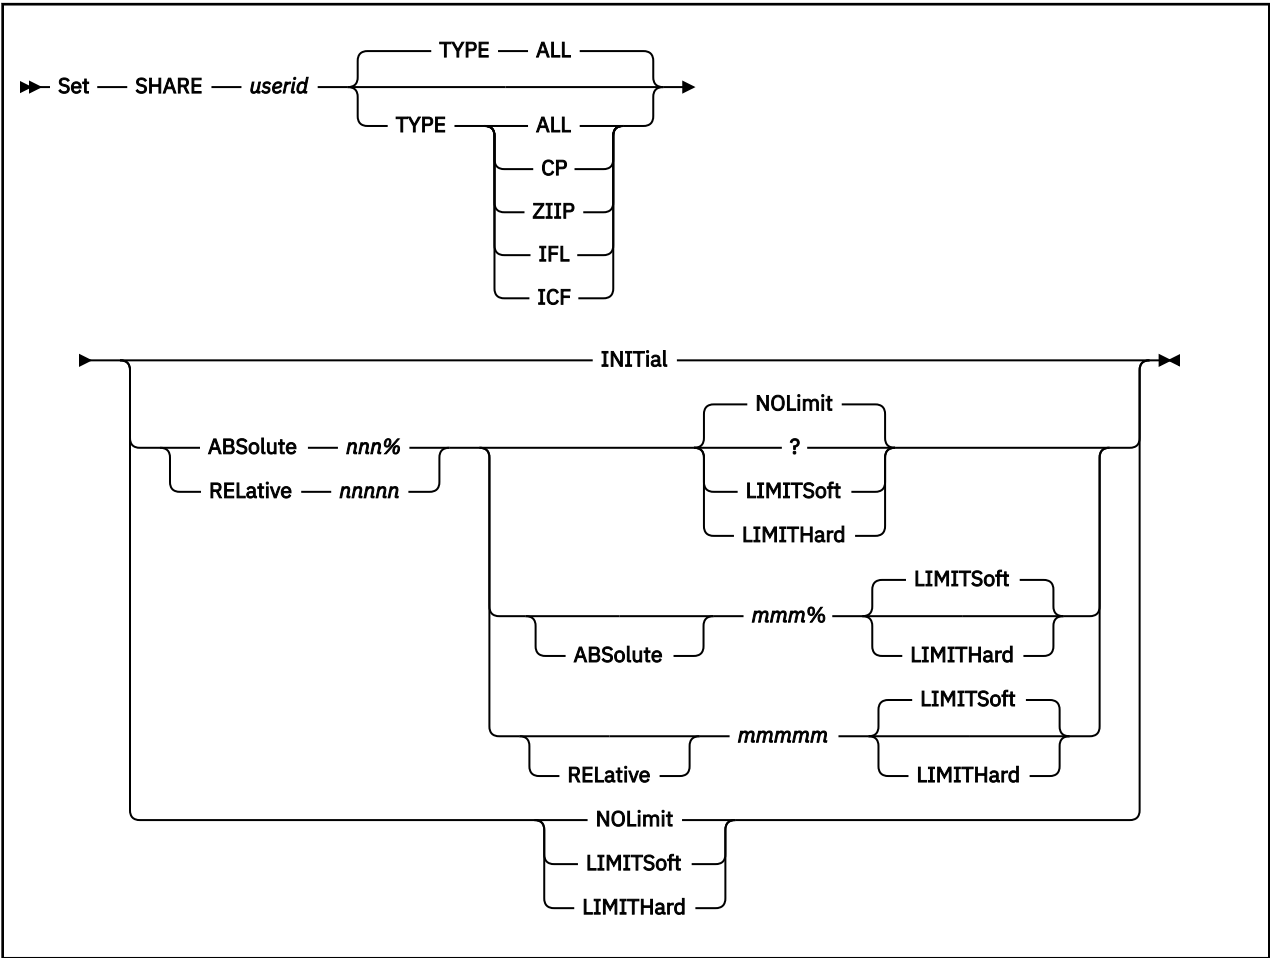 TYPE ALL
Set SHARE userid
TYPE ALL
CP
ZIIP
IFL
ICF
INITial
NOLimit
ABSolute nnn% ?
RELative nnnnn LIMITSoft
LIMITHard
LIMITSoft
mmm%
ABSolute LIMITHard
LIMITSoft
mmmmm
RELative LIMITHard
NOLimit
LIMITSoft
LIMITHard